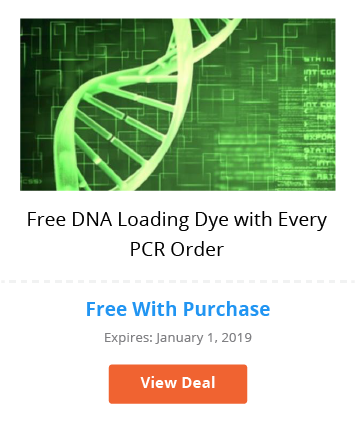 Free DNA Loading Dye with Every
PCR Order
Free With Purchase
Expires: January 1, 2019
View Deal